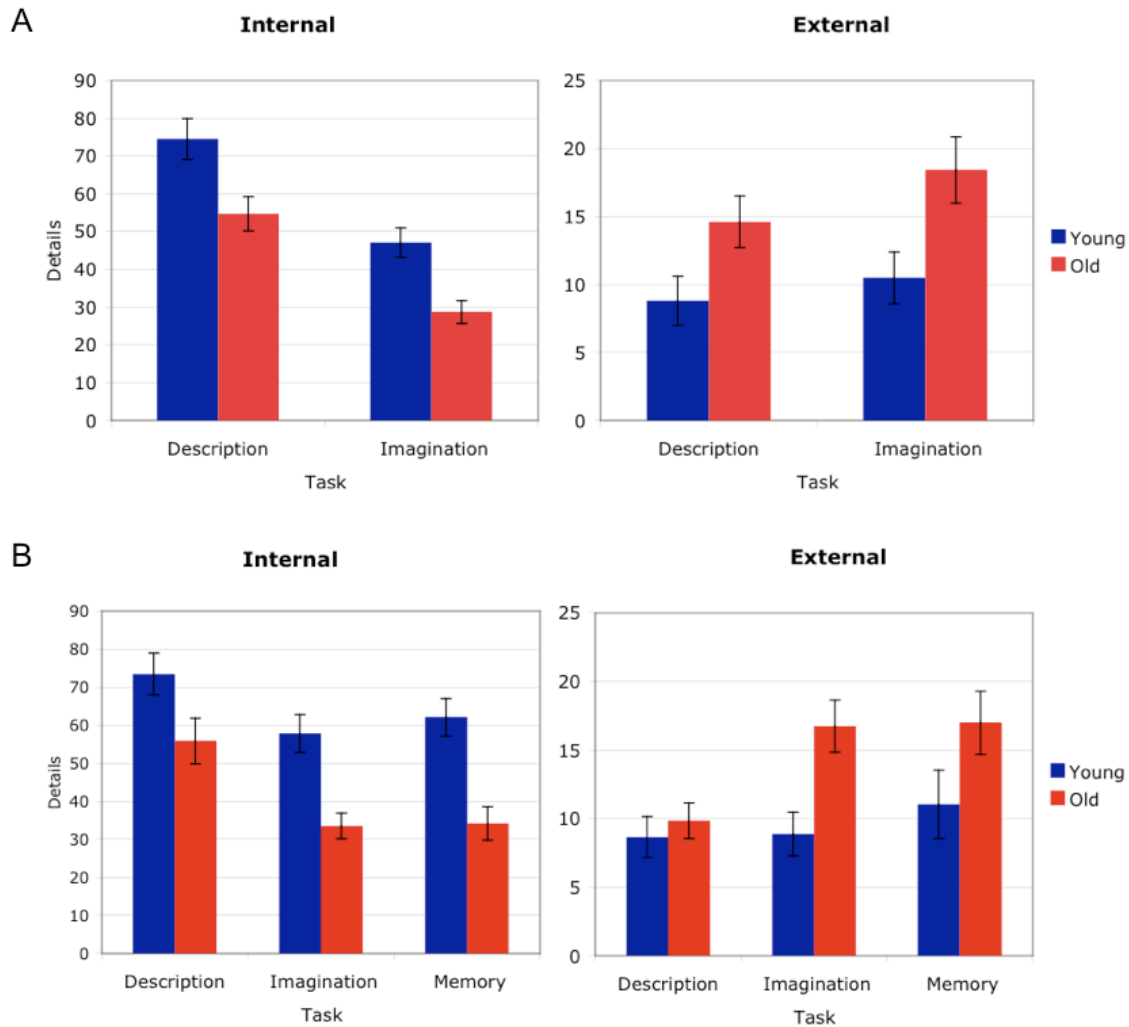 A
Internal
External
90
80
70
60
50
40
30
20
10
0
Details
Description
Imagination
Task
25
20
15
10
5
0
Description
Imagination
Task
Young
Old
B
Internal
External
90
80
70
60
50
40
30
20
10
0
Details
Description
Imagination
Memory
Task
25
20
15
10
5
0
Description
Imagination
Memory
Task
Young
Old